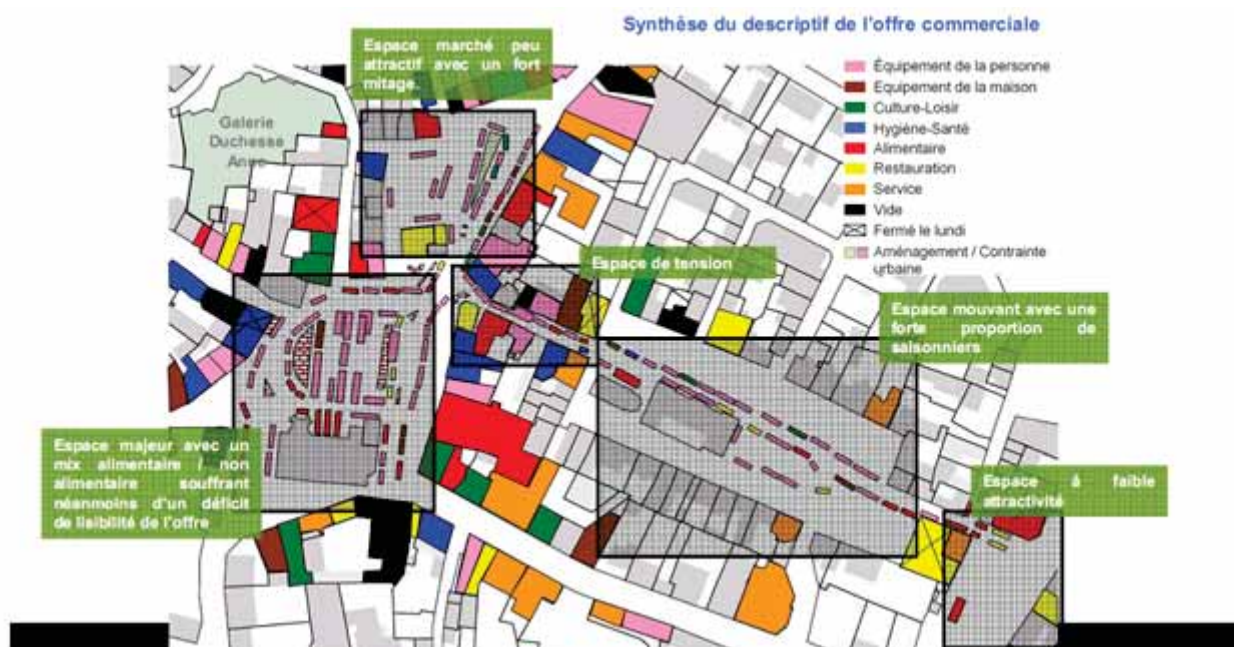 Synthèse du descriptif de l'offre commerciale
Espace marché peu
attractif avec un fort
mitage.
Équipement de la personne
Equipement de la maison
Culture-Loisir
Hygiène-Santé
Alimentaire
Restauration
Service
Vide
Fermé le lundi
Aménagement / Contrainte
urbaine
Galerie
Duchesse
Anne
Espace de tension
Espace mouvant avec une
forte proportion de
saisonniers
Espace majeur avec un
mix alimentaire / non
alimentaire souffrant
néanmoins d'un déficit
de lisibilité de l'offre
Espace à faible
attractivité